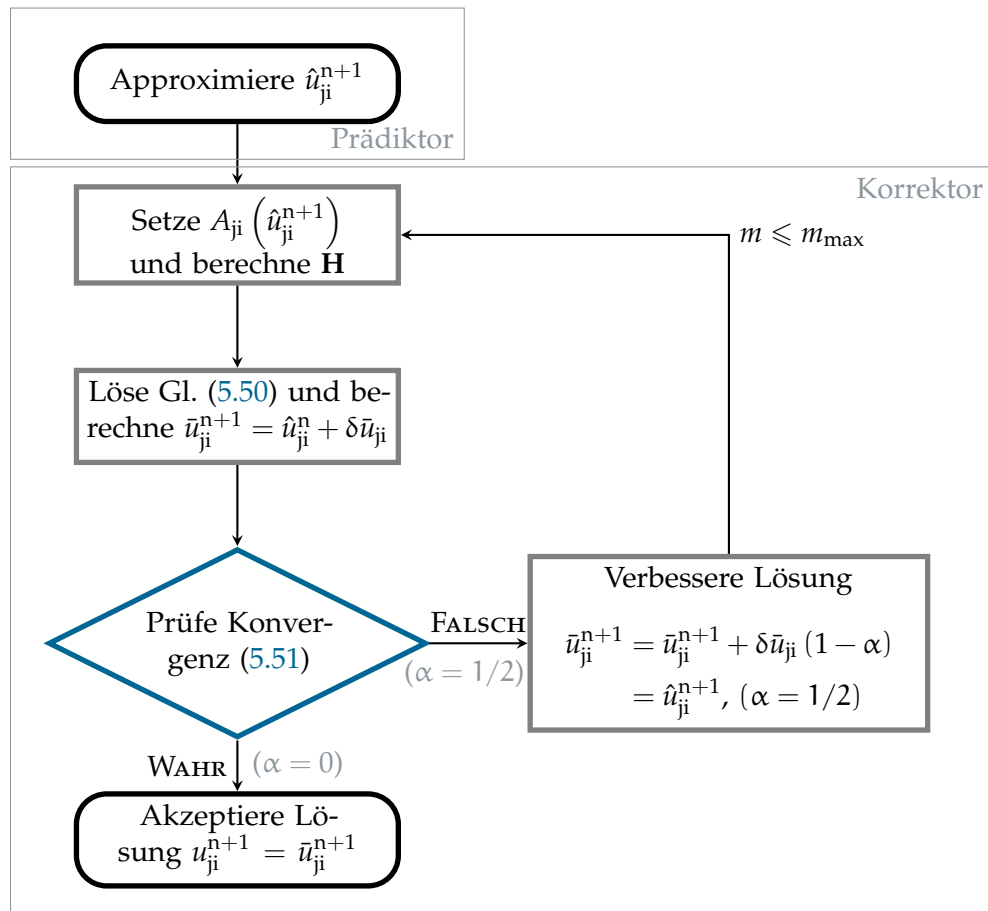 Approximiere û_ji^{n+1}
Prädiktor
Korrektor
Setze A_ji (û_ji^{n+1})
und berechne H
m ⩽ m_max
Löse Gl. (5.50) und be-
rechne ū_ji^{n+1} = û_ji^n + δū_ji
Prüfe Konver-
genz (5.51)
FALSCH
(α = 1/2)
Verbessere Lösung
ū_ji^{n+1} = ū_ji^{n+1} + δū_ji (1 − α)
= û_ji^{n+1}, (α = 1/2)
WAHR (α = 0)
Akzeptiere Lö-
sung u_ji^{n+1} = ū_ji^{n+1}